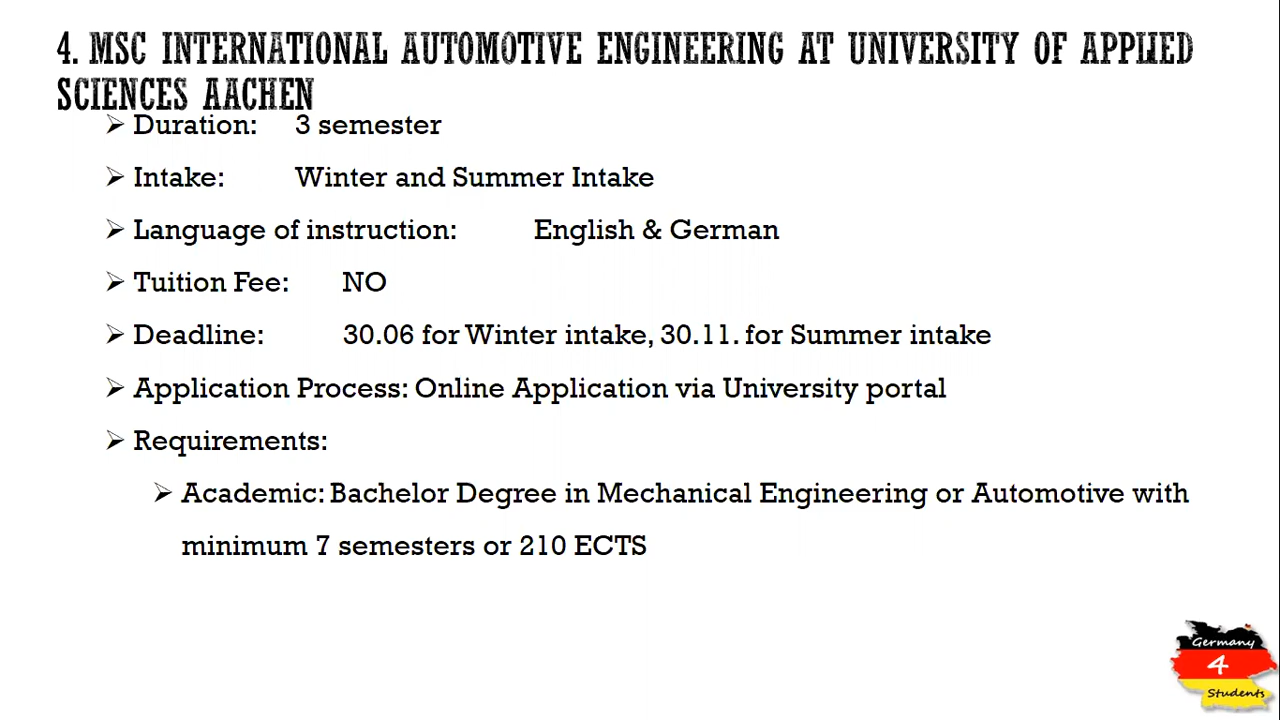 4. MSC INTERNATIONAL AUTOMOTIVE ENGINEERING AT UNIVERSITY OF APPLIED
SCIENCES AACHEN
➢ Duration: 3 semester
➢ Intake: Winter and Summer Intake
➢ Language of instruction: English & German
➢ Tuition Fee: NO
➢ Deadline: 30.06 for Winter intake, 30.11. for Summer intake
➢ Application Process: Online Application via University portal
➢ Requirements:
➢ Academic: Bachelor Degree in Mechanical Engineering or Automotive with
minimum 7 semesters or 210 ECTS
Germany
4
Students